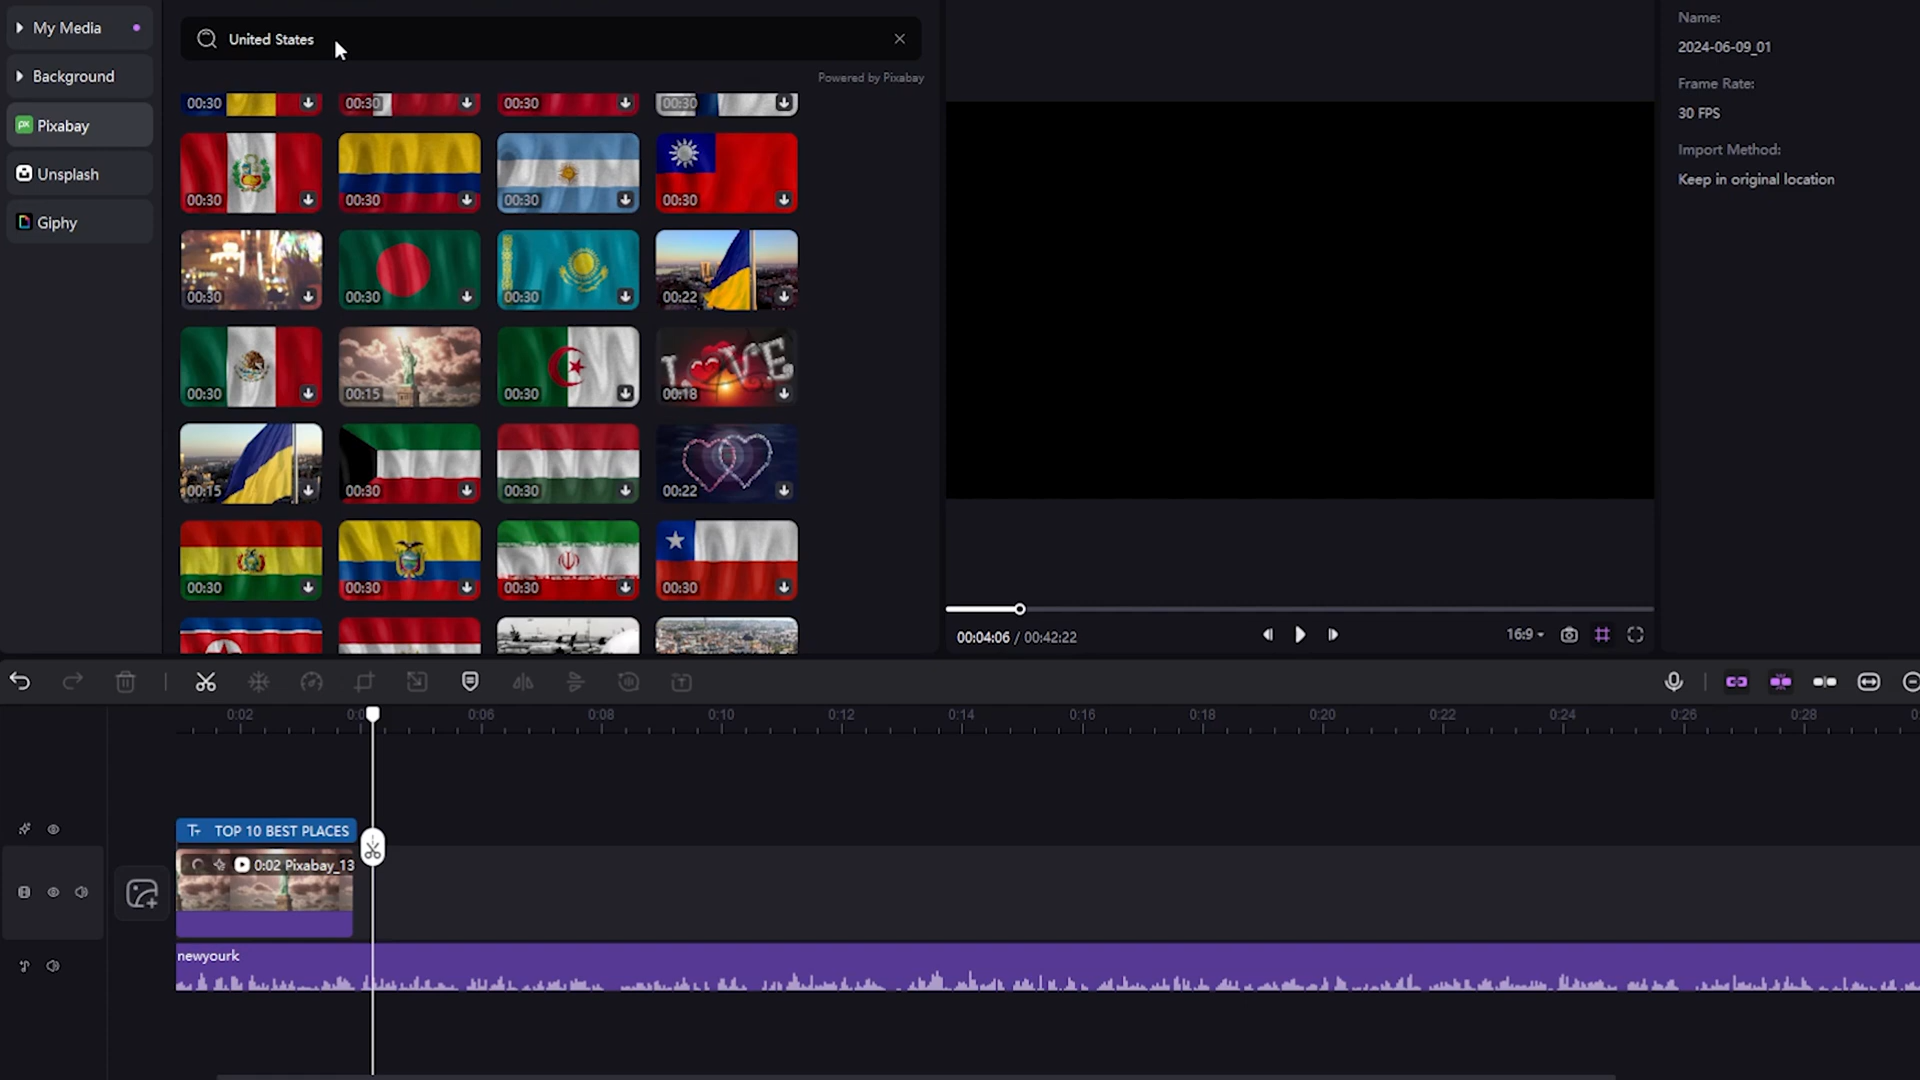 My Media
Background
Pixabay
Unsplash
Giphy
United States
Powered by Pixabay
00:30 00:30 00:30 00:30
00:30 00:30 00:30 00:30
00:30 00:30 00:30 00:22
00:30 00:15 00:30 00:18
LOVE
00:15 00:30 00:30 00:22
00:30 00:30 00:30 00:30
Name:
2024-06-09_01
Frame Rate:
30 FPS
Import Method:
Keep in original location
00:04:06 / 00:42:22
16:9
0:02 0:0 0:06 0:08 0:10 0:12 0:14 0:16 0:18 0:20 0:22 0:24 0:26 0:28
TOP 10 BEST PLACES
0:02 Pixabay_13
newyourk